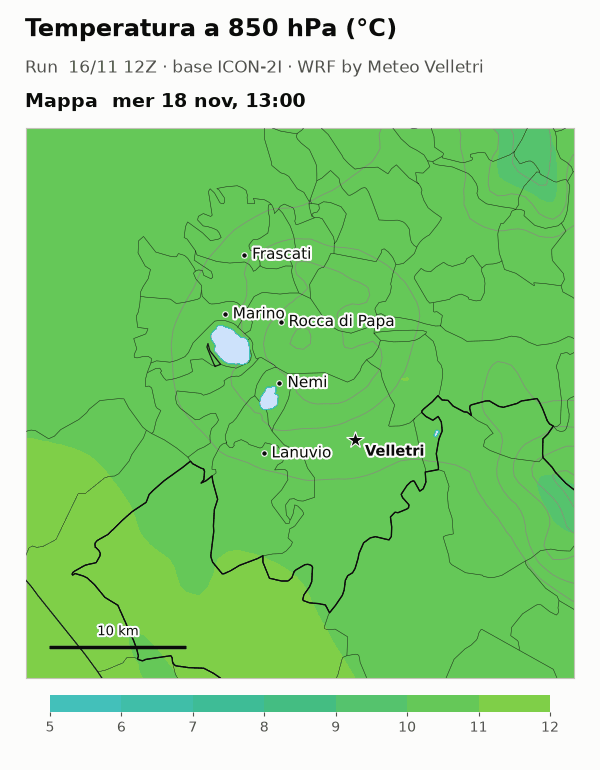 Temperatura a 850 hPa (°C)
Run 16/11 12Z · base ICON-2I · WRF by Meteo Velletri
Mappa mer 18 nov, 13:00
Frascati
Marino
Rocca di Papa
Nemi
Velletri
Lanuvio
10 km
5 6 7 8 9 10 11 12